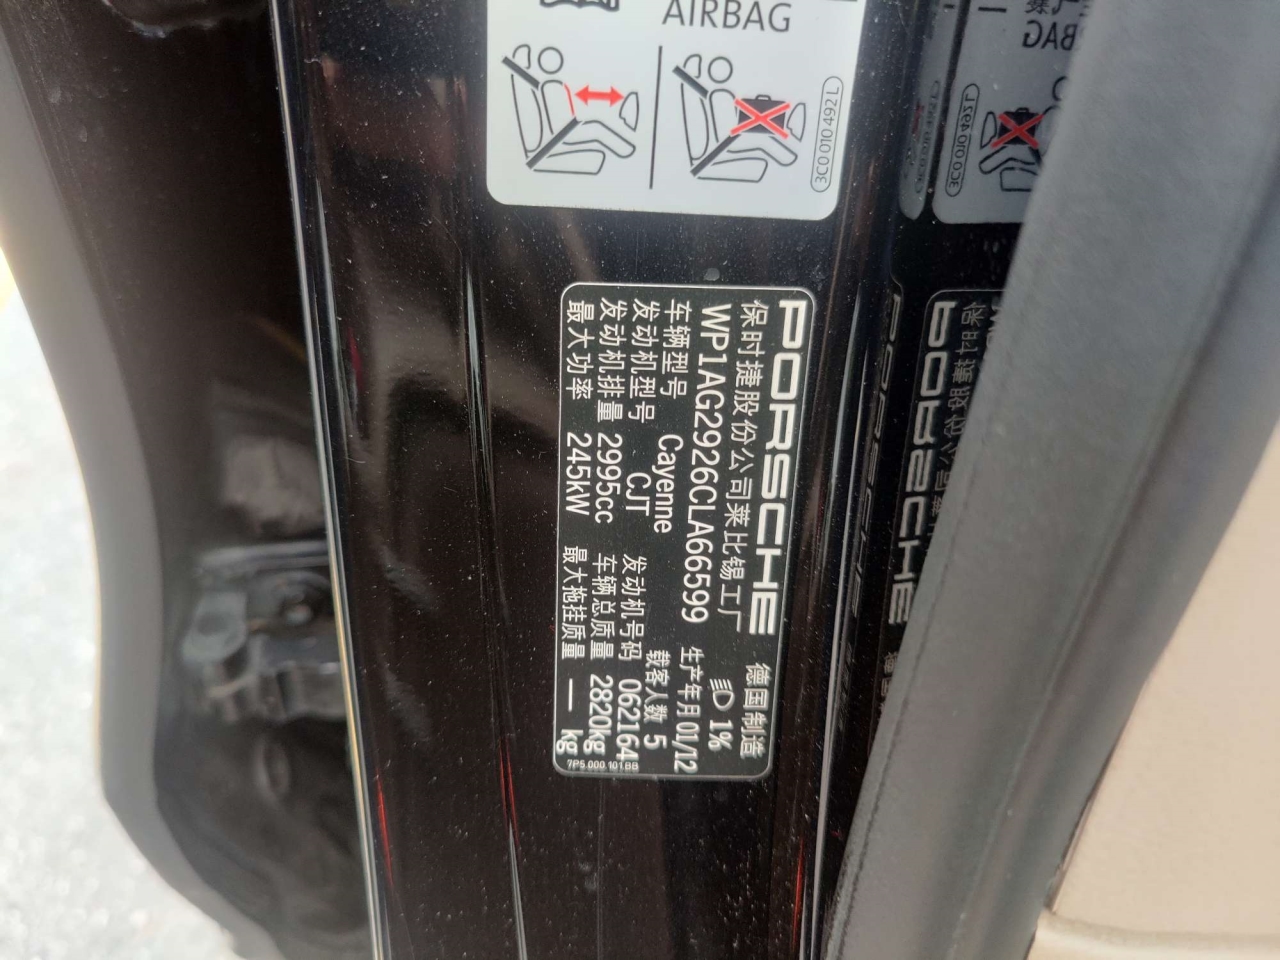 AIRBAG
3C0 010 492 L
PORSCHE
德国制造
保时捷股份公司莱比锡工厂
1%
WP1AG2926CLA66599
生产年月 01/12
车辆型号 Cayenne
载客人数 5
发动机型号 CJT
发动机号码 062164
发动机排量 2995cc
车辆总质量 2820kg
最大功率 245kW
最大拖挂质量 — kg
7P5.000.101.BB